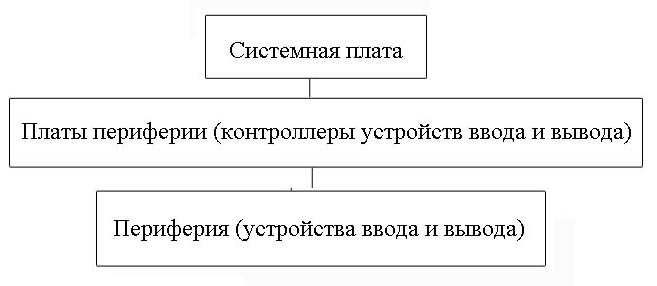 Системная плата
Платы периферии (контроллеры устройств ввода и вывода)
Периферия (устройства ввода и вывода)